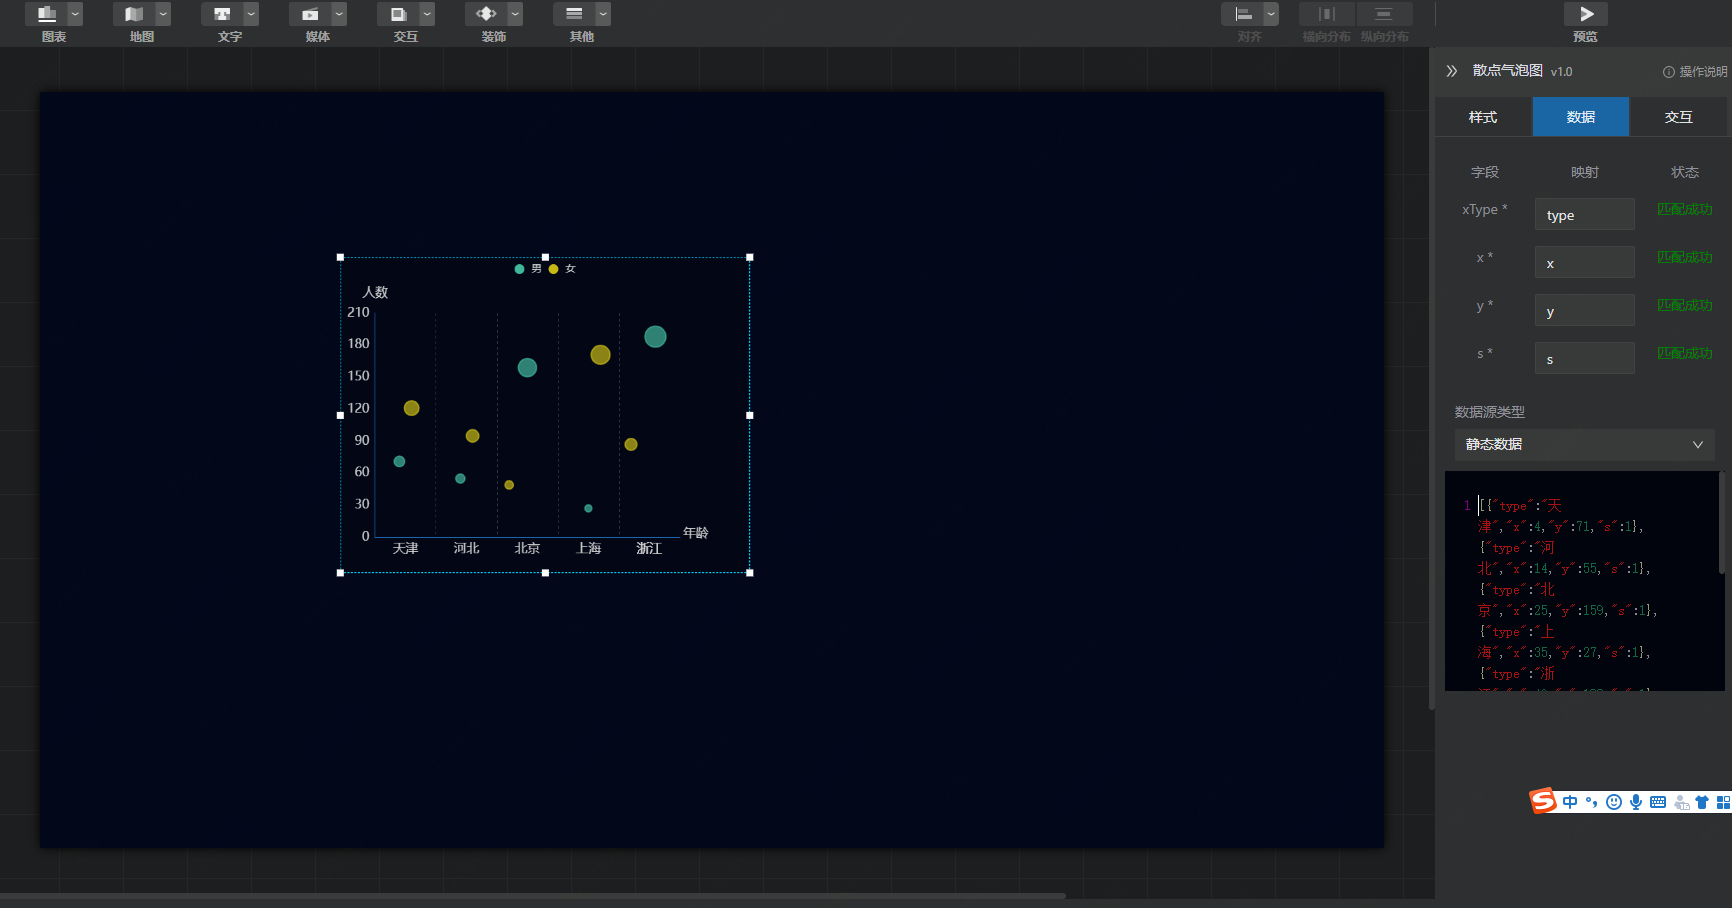 图表
地图
文字
媒体
交互
装饰
其他
对齐
横向分布
纵向分布
预览
散点气泡图 v1.0
操作说明
样式
数据
交互
字段
映射
状态
xType *
type
匹配成功
x *
x
匹配成功
y *
y
匹配成功
s *
s
匹配成功
数据源类型
静态数据
1 [{"type":"天
津","x":4,"y":71,"s":1},
{"type":"河
北","x":14,"y":55,"s":1},
{"type":"北
京","x":25,"y":159,"s":1},
{"type":"上
海","x":35,"y":27,"s":1},
{"type":"浙
男 女
人数
210
180
150
120
90
60
30
0
年龄
天津 河北 北京 上海 浙江
S 中